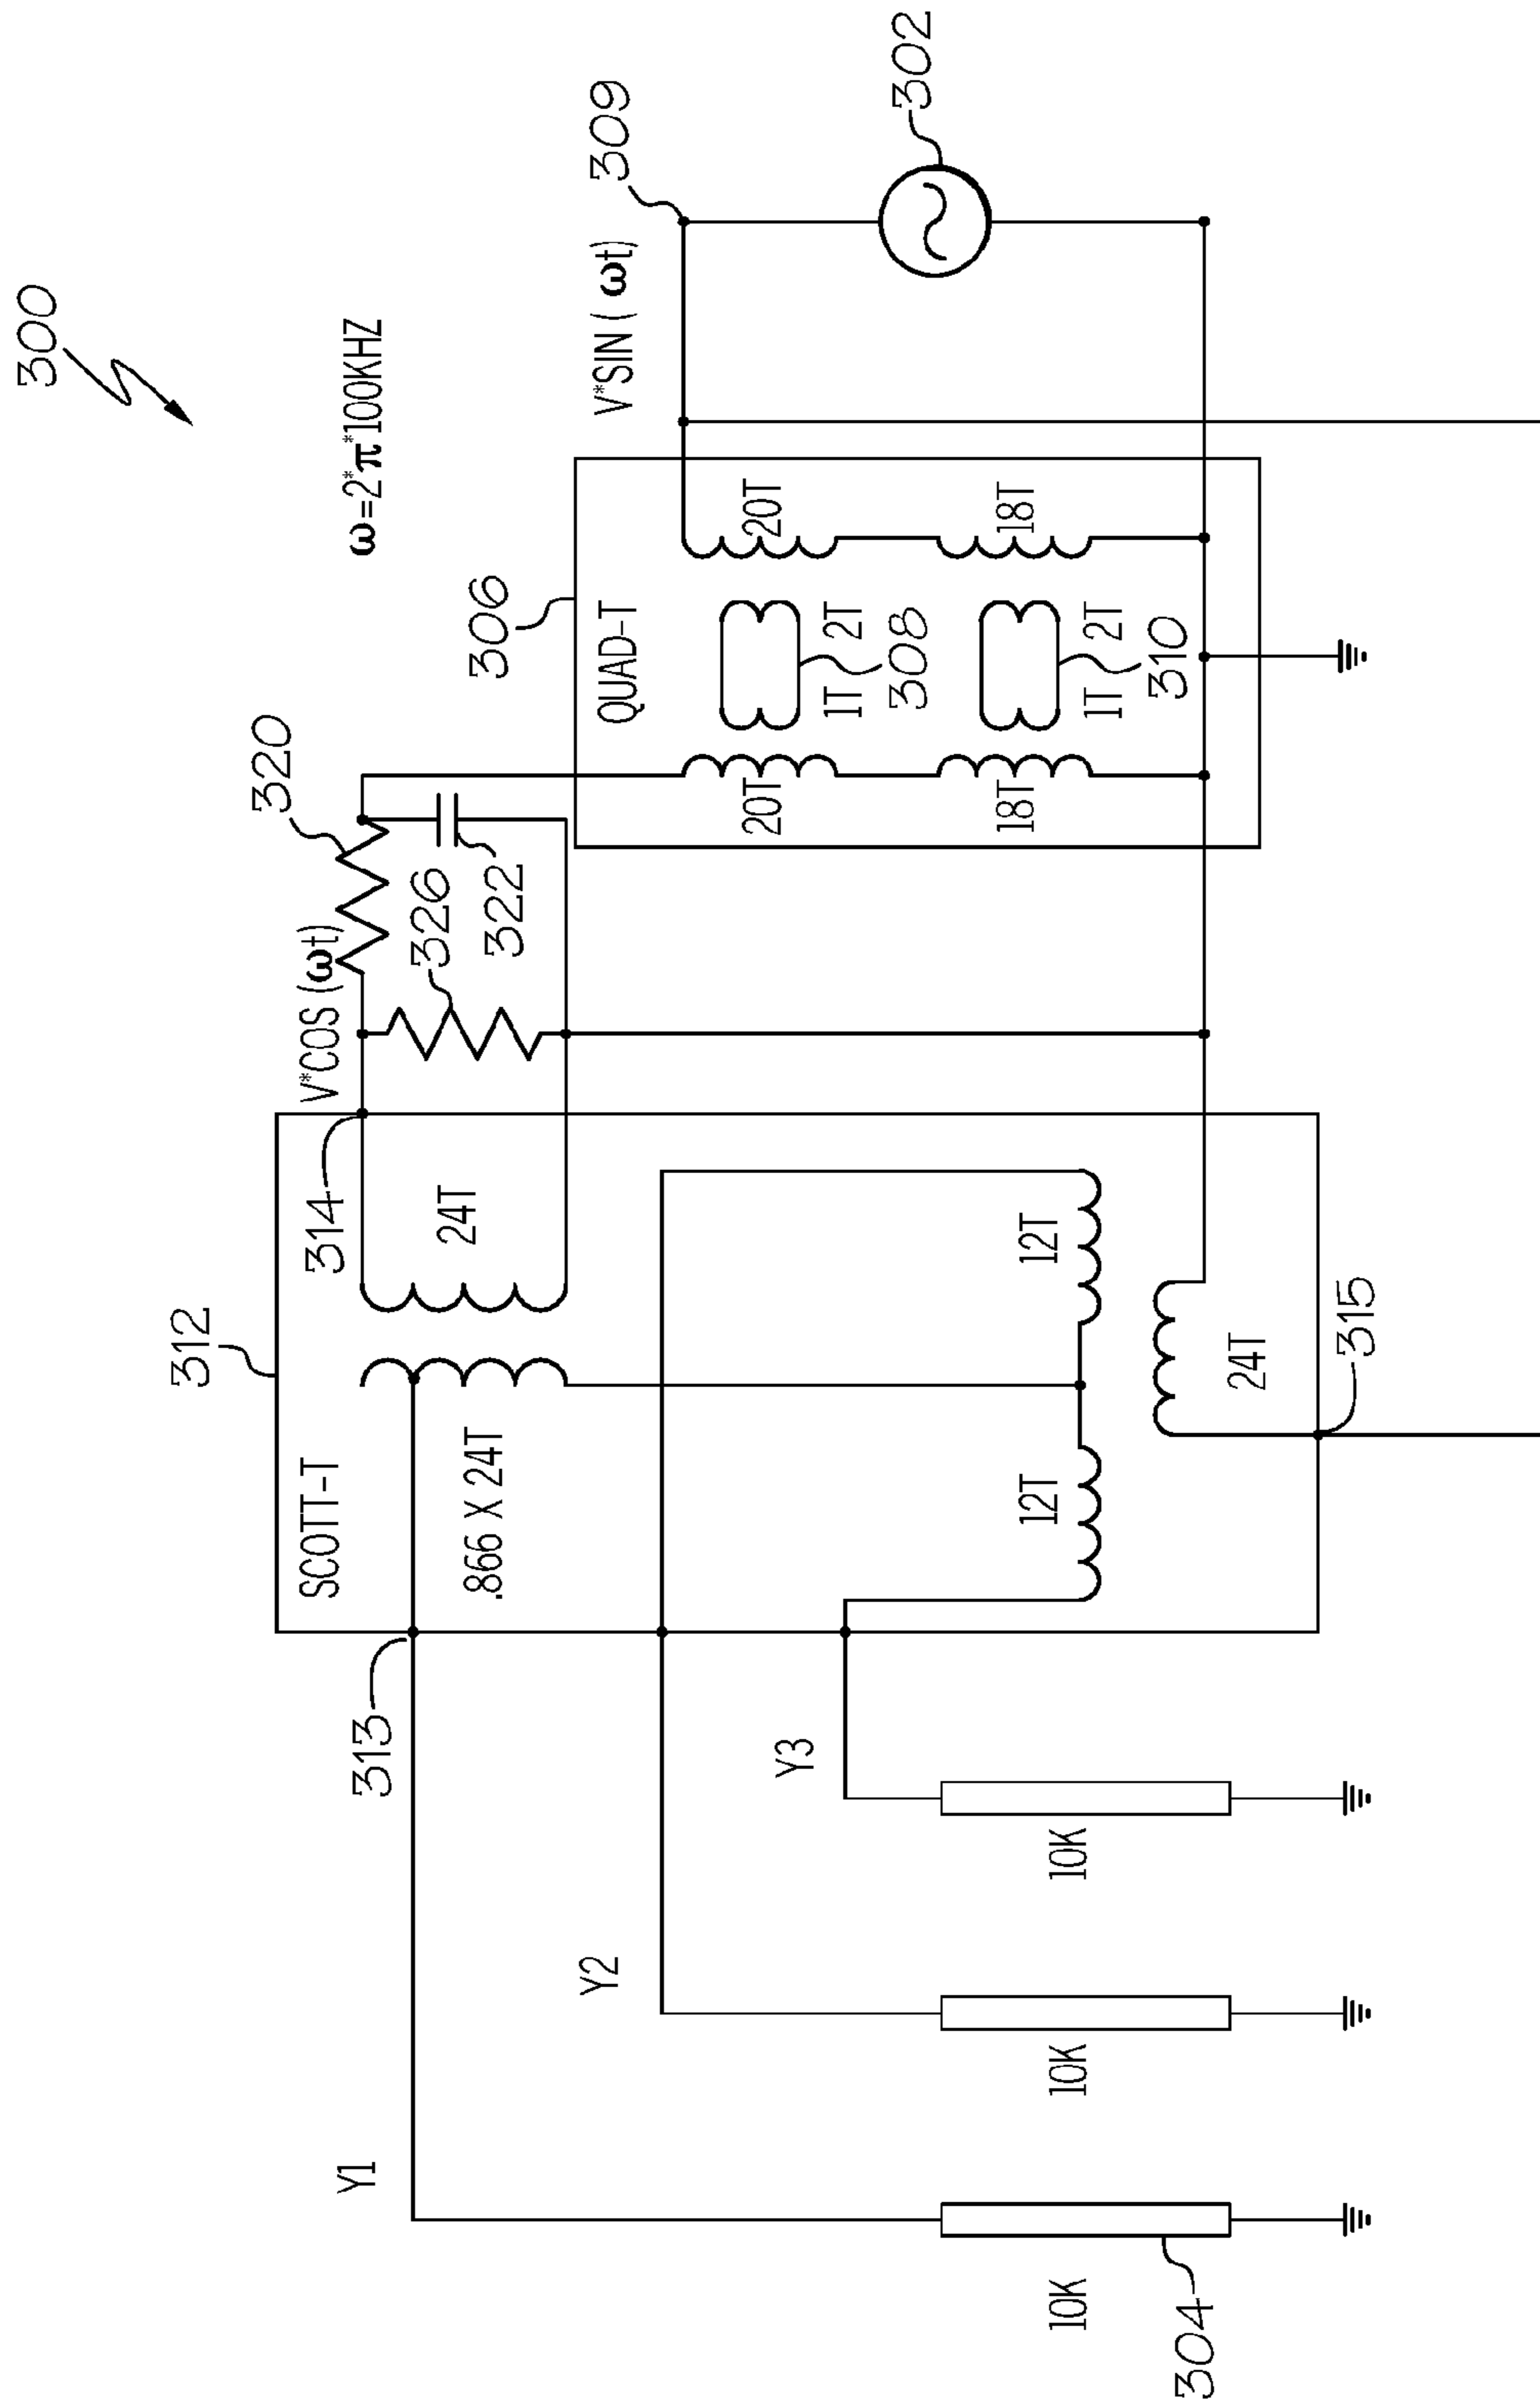 300
ω=2*π*100KHZ
309
V*SIN ( ωt)
302
306
QUAD-T
20T
18T
2T
1T
308
2T
1T
310
20T
18T
320
322
326
V*COS (ωt)
314
312
24T
SCOTT-T
.866 X 24T
12T
12T
24T
315
313
Y3
10K
Y2
10K
Y1
10K
304